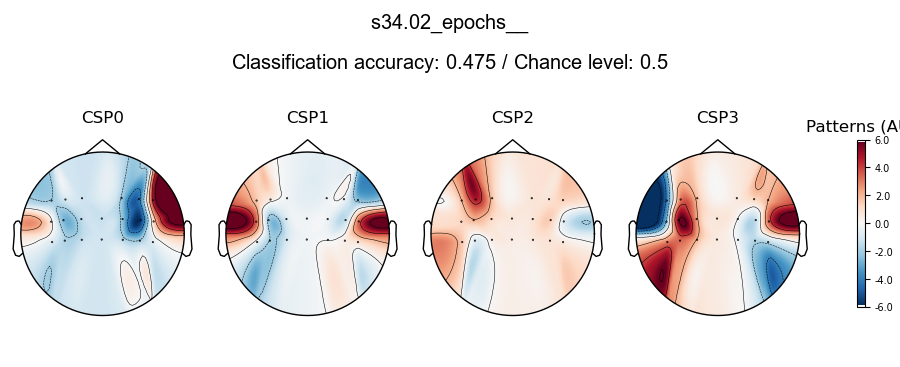 s34.02_epochs__
Classification accuracy: 0.475 / Chance level: 0.5
CSP0 CSP1 CSP2 CSP3
Patterns (AU
6.0
4.0
2.0
0.0
-2.0
-4.0
-6.0